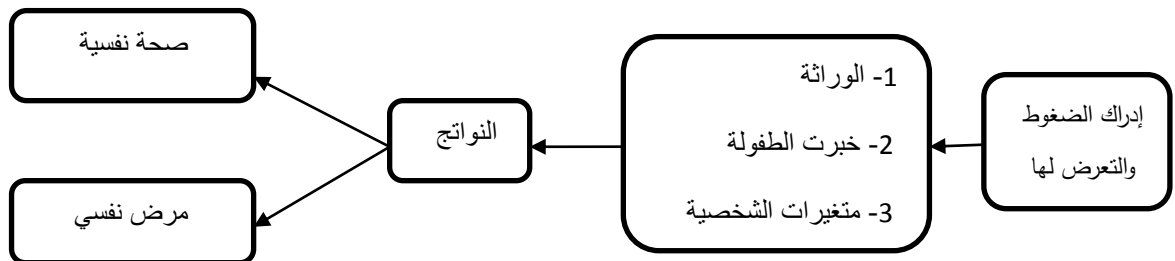 إدراك الضغوط
والتعرض لها
1- الوراثة
2- خبرت الطفولة
3- متغيرات الشخصية
النواتج
صحة نفسية
مرض نفسي